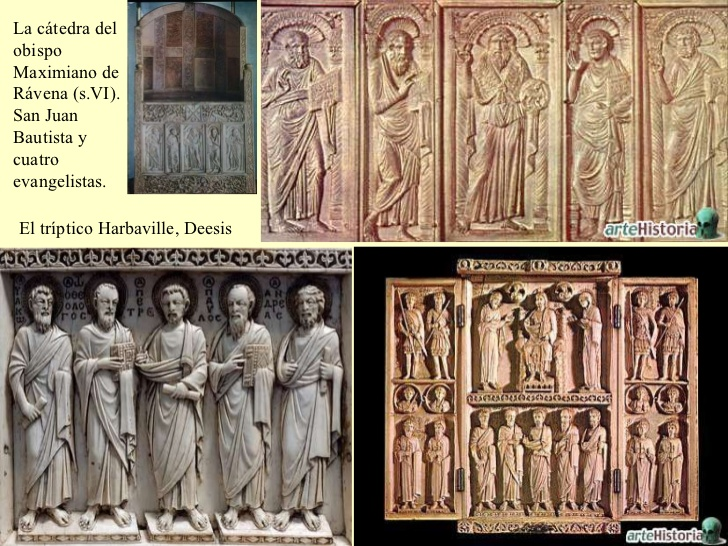 La cátedra del
obispo
Maximiano de
Rávena (s.VI).
San Juan
Bautista y
cuatro
evangelistas.
El tríptico Harbaville, Deesis
arteHistoria
arteHistoria